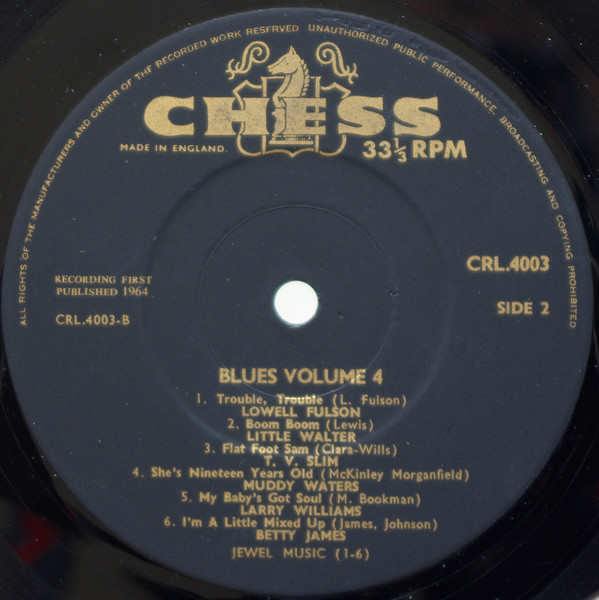 ALL RIGHTS OF THE MANUFACTURERS AND OWNER OF THE RECORDED WORK RESERVED UNAUTHORIZED PUBLIC PERFORMANCE, BROADCASTING AND COPYING PROHIBITED
CHESS
MADE IN ENGLAND.
33 1/3 RPM
CRL.4003
RECORDING FIRST
PUBLISHED 1964
SIDE 2
CRL.4003-B
BLUES VOLUME 4
1. Trouble, Trouble (L. Fulson)
LOWELL FULSON
2. Boom Boom (Lewis)
LITTLE WALTER
3. Flat Foot Sam (Clara-Wills)
T. V. SLIM
4. She's Nineteen Years Old (McKinley Morganfield)
MUDDY WATERS
5. My Baby's Got Soul (M. Bookman)
LARRY WILLIAMS
6. I'm A Little Mixed Up (James, Johnson)
BETTY JAMES
JEWEL MUSIC (1-6)